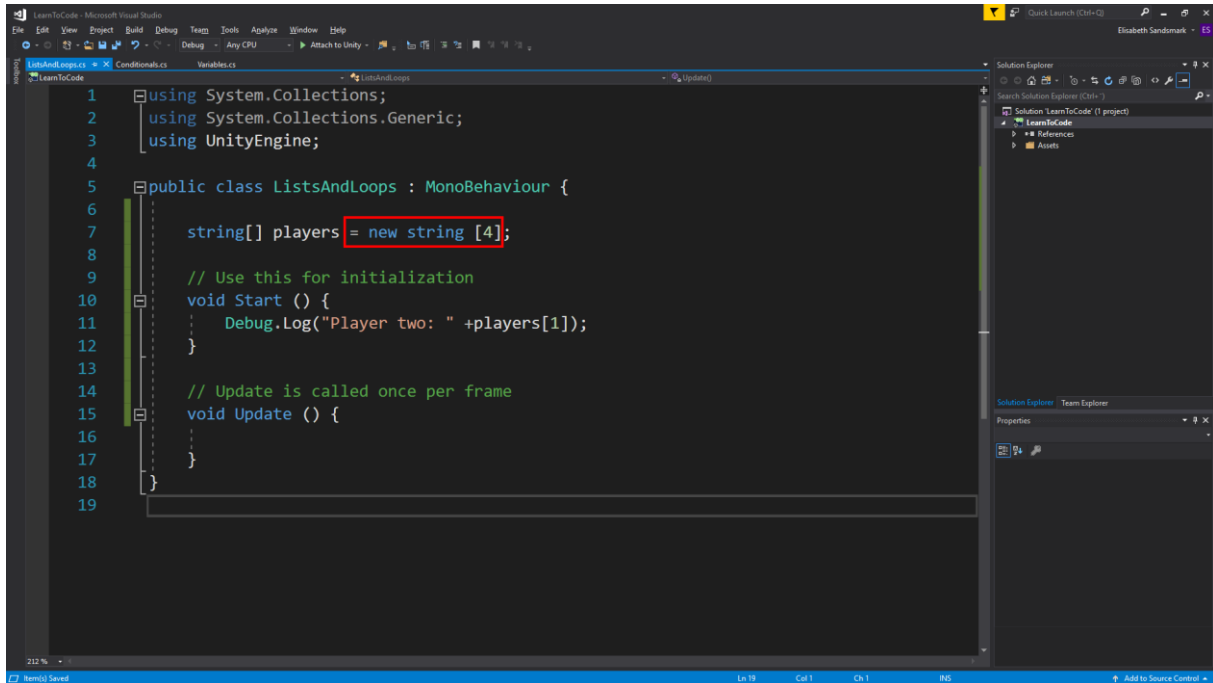 LearnToCode - Microsoft Visual Studio
Quick Launch (Ctrl+Q)
File Edit View Project Build Debug Team Tools Analyze Window Help
Elisabeth Sandsmark
ES
Debug Any CPU Attach to Unity
Toolbox
ListsAndLoops.cs Conditionals.cs Variables.cs
LearnToCode ListsAndLoops Update()
1 using System.Collections;
2 using System.Collections.Generic;
3 using UnityEngine;
4
5 public class ListsAndLoops : MonoBehaviour {
6
7 string[] players = new string [4];
8
9 // Use this for initialization
10 void Start () {
11 Debug.Log("Player two: " +players[1]);
12 }
13
14 // Update is called once per frame
15 void Update () {
16
17 }
18 }
19
212 %
Solution Explorer
Search Solution Explorer (Ctrl+¨)
Solution 'LearnToCode' (1 project)
LearnToCode
References
Assets
Solution Explorer Team Explorer
Properties
Item(s) Saved Ln 19 Col 1 Ch 1 INS Add to Source Control